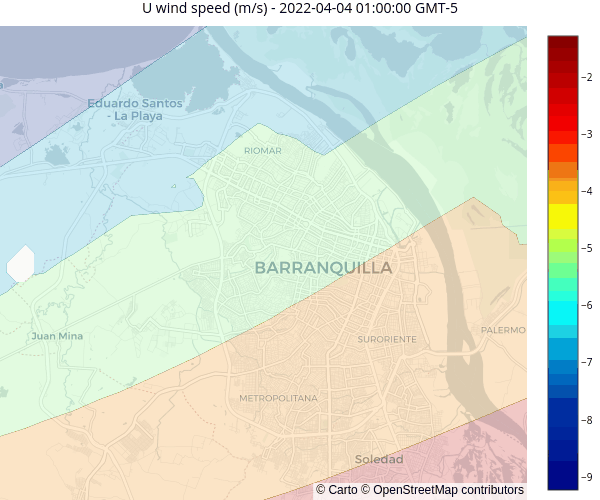 U wind speed (m/s) - 2022-04-04 01:00:00 GMT-5
Eduardo Santos
- La Playa
RIOMAR
BARRANQUILLA
Juan Mina
SURORIENTE
PALERMO
METROPOLITANA
Soledad
© Carto © OpenStreetMap contributors
−2
−3
−4
−5
−6
−7
−8
−9